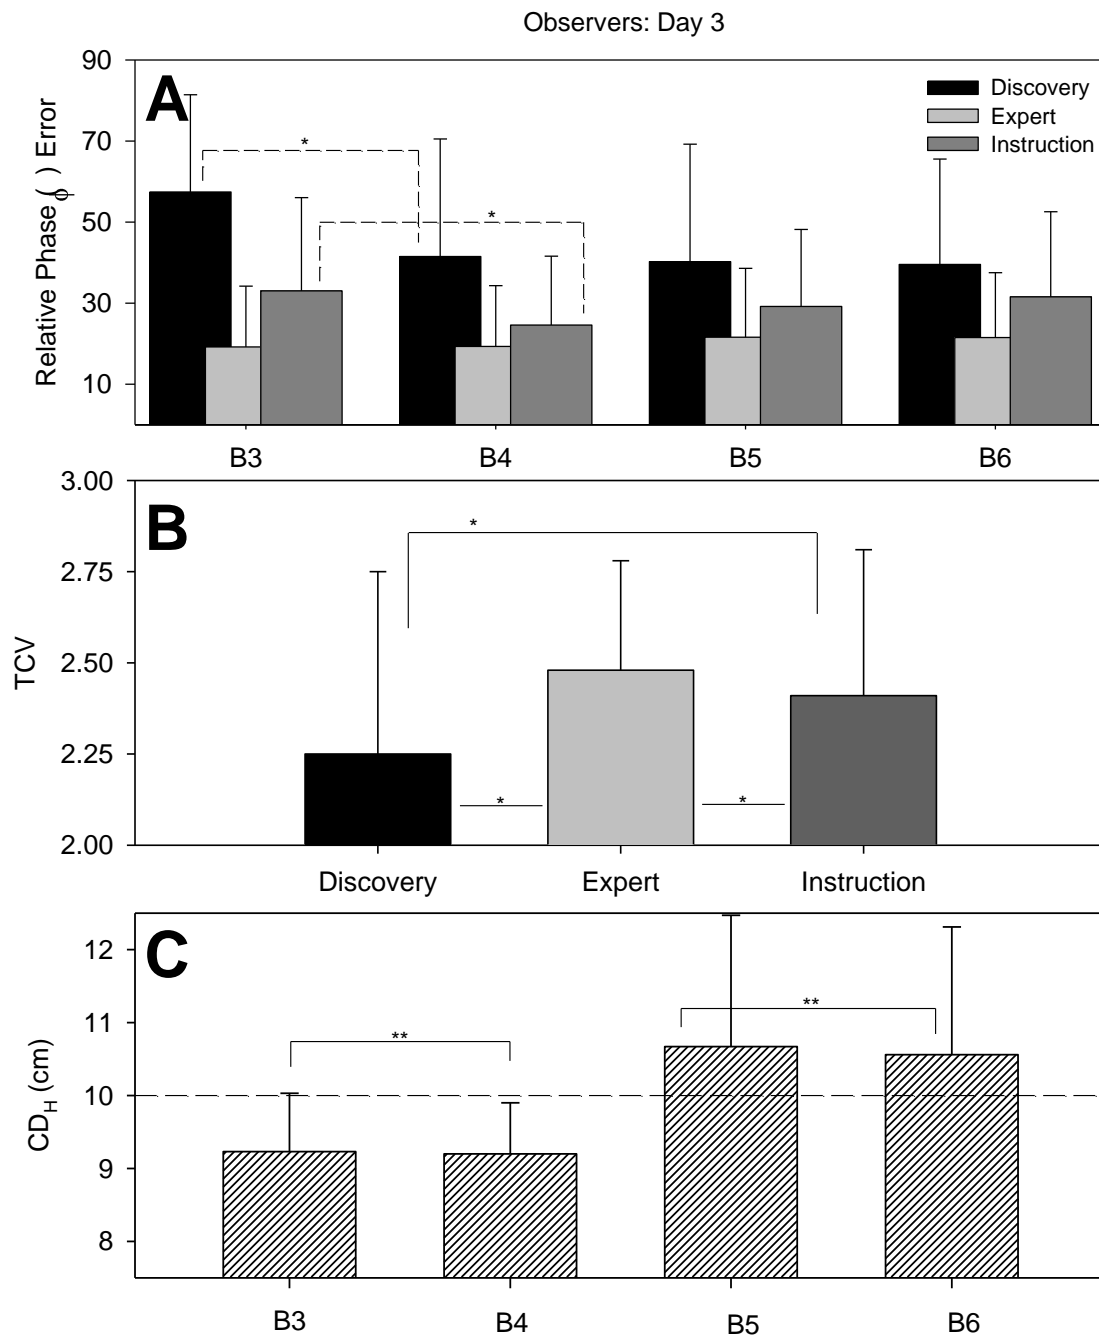 Observers: Day 3
A
Relative Phase (ϕ) Error
90
70
50
30
10
Discovery
Expert
Instruction
*
*
B3
B4
B5
B6
B
TCV
3.00
2.75
2.50
2.25
2.00
*
*
*
Discovery
Expert
Instruction
C
CD_H (cm)
12
11
10
9
8
**
**
B3
B4
B5
B6